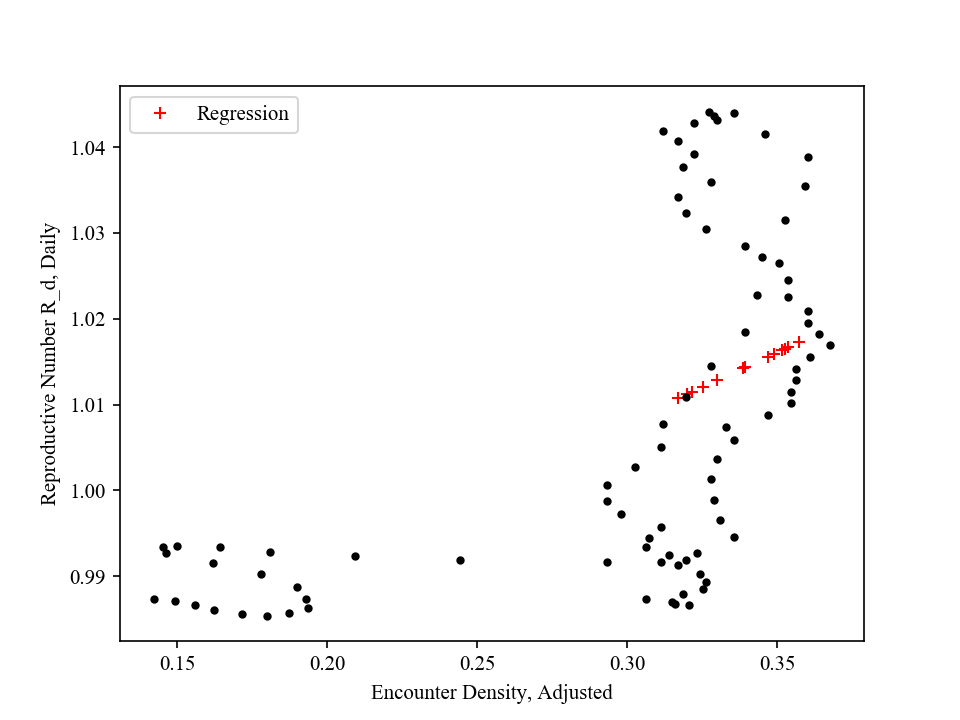 Regression
1.04
1.03
1.02
1.01
1.00
0.99
Reproductive Number R_d, Daily
0.15 0.20 0.25 0.30 0.35
Encounter Density, Adjusted